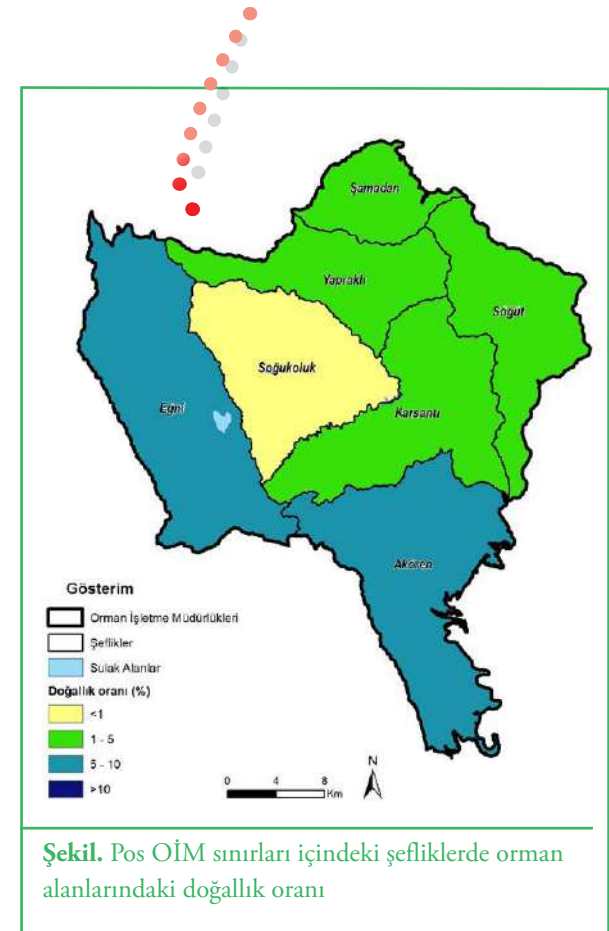 Şamadan
Yapraklı
Söğüt
Soğukoluk
Eğni
Karsantı
Akören
Gösterim
Orman İşletme Müdürlükleri
Şeflikler
Sulak Alanlar
Doğallık oranı (%)
<1
1 - 5
5 - 10
>10
N
0 4 8
Km
Şekil. Pos OİM sınırları içindeki şefliklerde orman
alanlarındaki doğallık oranı